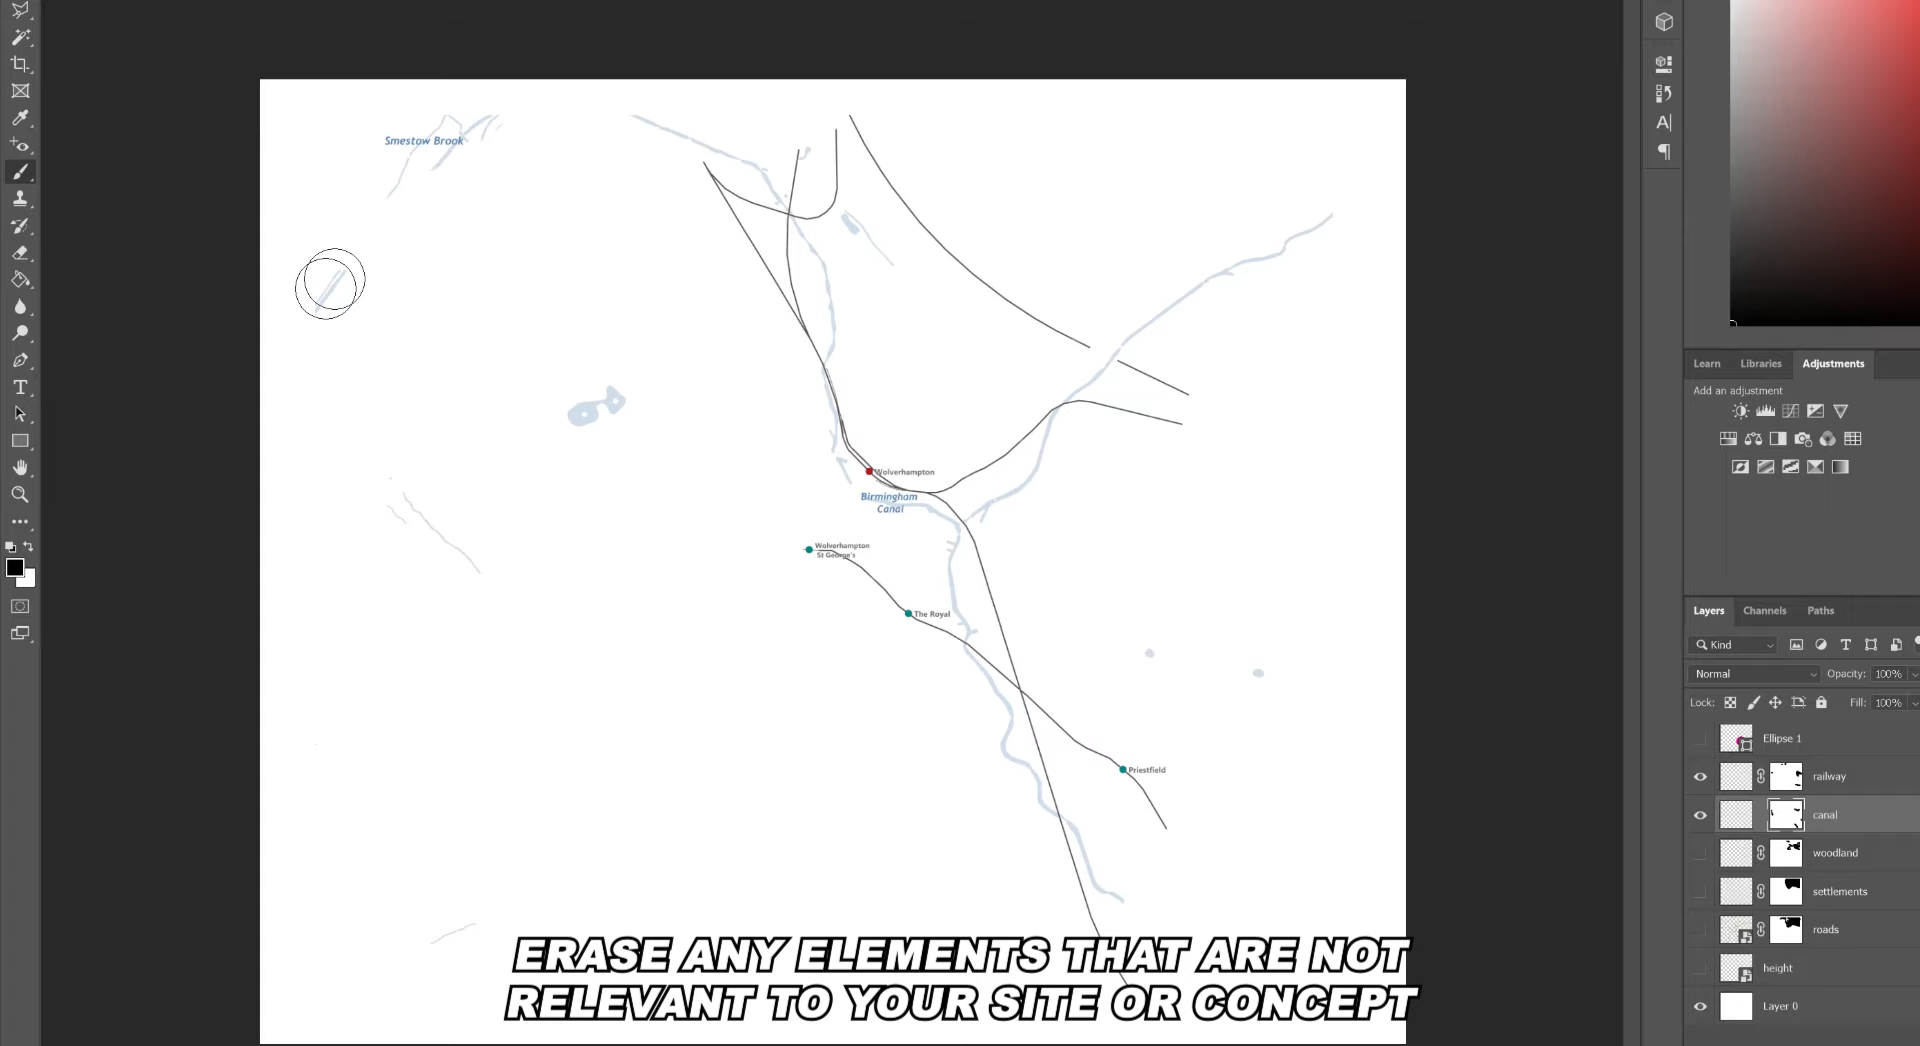 Smestow Brook
Wolverhampton
Birmingham
Canal
Wolverhampton
St George's
The Royal
Priestfield
ERASE ANY ELEMENTS THAT ARE NOT
RELEVANT TO YOUR SITE OR CONCEPT
Learn Libraries Adjustments
Add an adjustment
Layers Channels Paths
Kind
Normal Opacity: 100%
Lock: Fill: 100%
Ellipse 1
railway
canal
woodland
settlements
roads
height
Layer 0